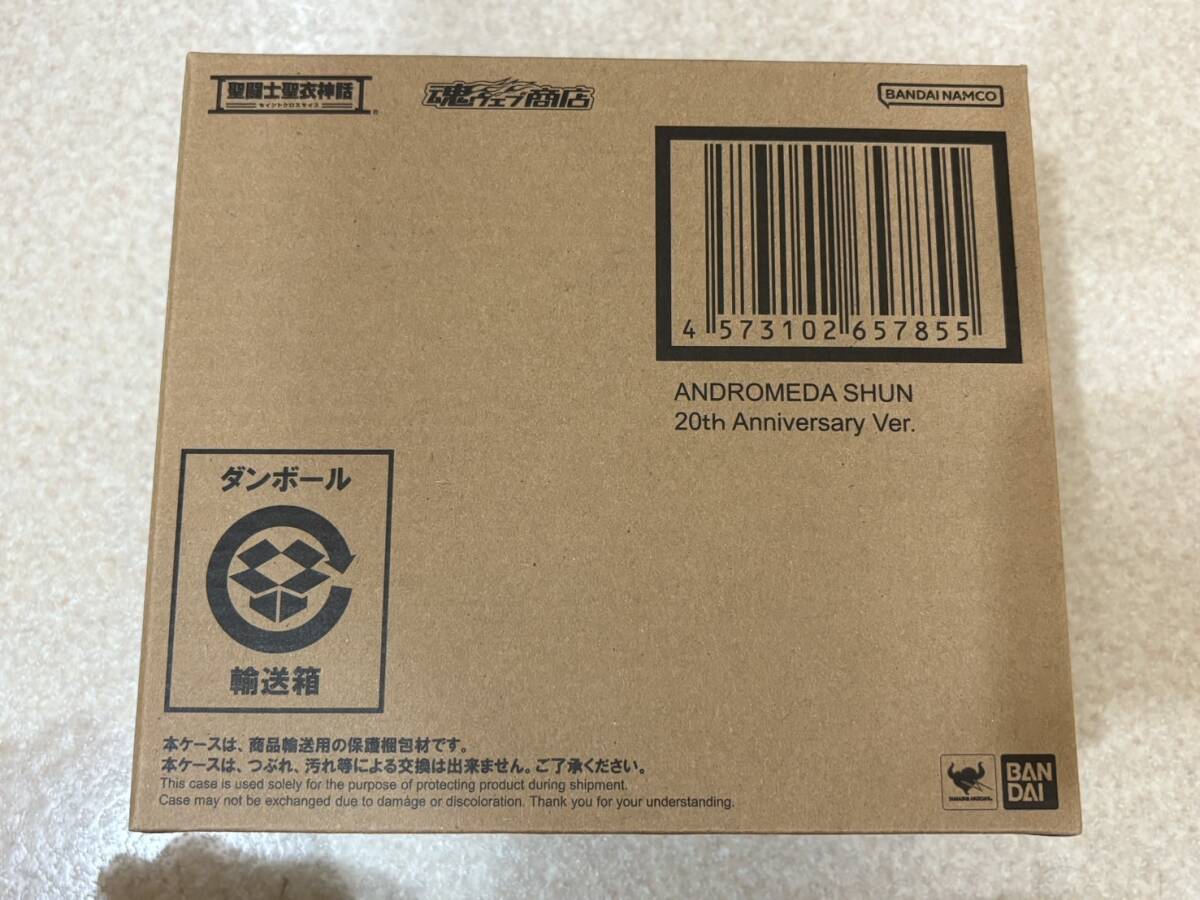 聖闘士聖衣神話
セイントクロスマイス
魂ウェブ商店
BANDAI NAMCO
4 573102 657855
ANDROMEDA SHUN
20th Anniversary Ver.
ダンボール
輸送箱
本ケースは、商品輸送用の保護梱包材です。
本ケースは、つぶれ、汚れ等による交換は出来ません。ご了承ください。
This case is used solely for the purpose of protecting product during shipment.
Case may not be exchanged due to damage or discoloration. Thank you for your understanding.
TAMASHII NATIONS
BAN
DAI